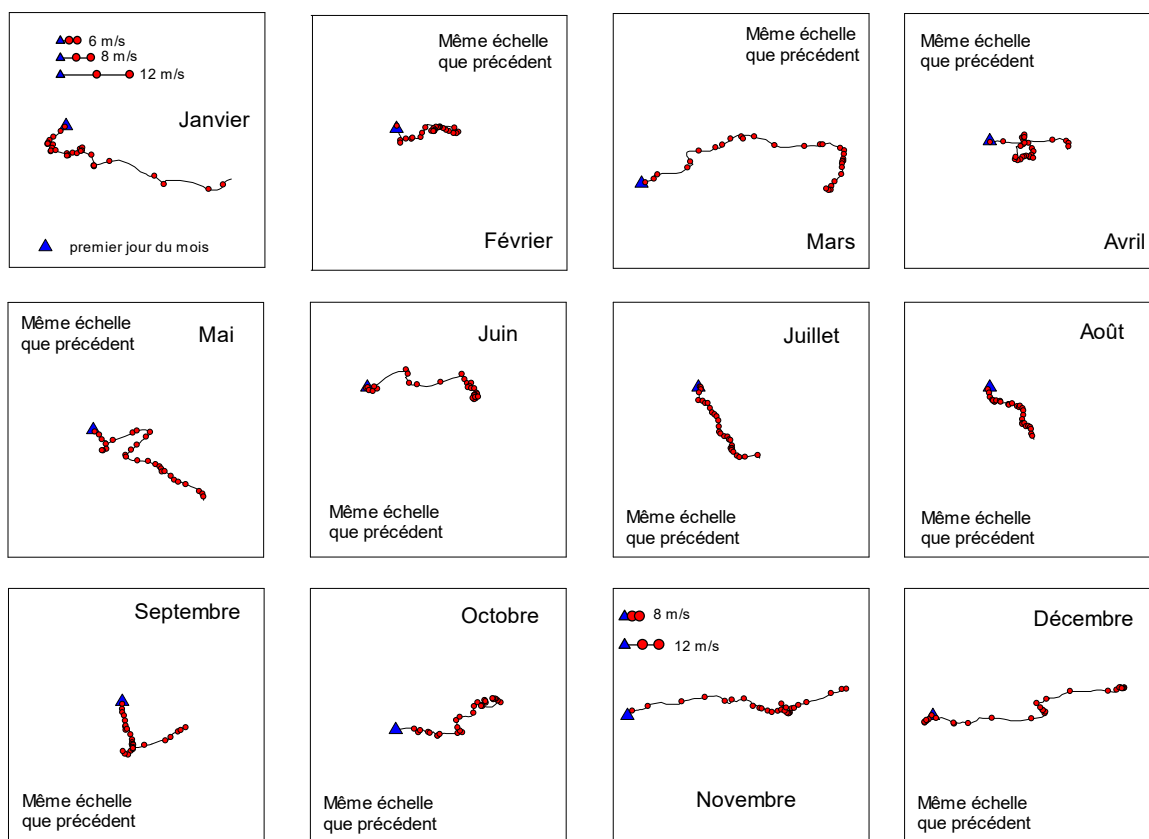 6 m/s
8 m/s
12 m/s
Janvier
premier jour du mois
Même échelle
que précédent
Février
Même échelle
que précédent
Mars
Même échelle
que précédent
Avril
Même échelle
que précédent
Mai
Juin
Même échelle
que précédent
Juillet
Même échelle
que précédent
Août
Même échelle
que précédent
Septembre
Même échelle
que précédent
Octobre
Même échelle
que précédent
8 m/s
12 m/s
Novembre
Décembre
Même échelle
que précédent